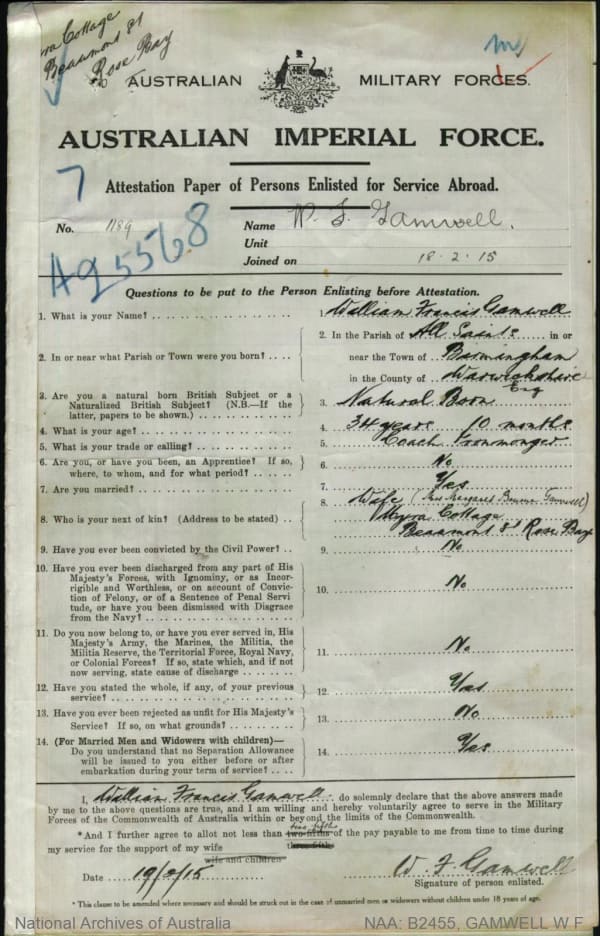 Cottage
Beaumont St
Rose Bay
AUSTRALIAN MILITARY FORCES.
AUSTRALIAN IMPERIAL FORCE.
7
Attestation Paper of Persons Enlisted for Service Abroad.
No. 1189 Name W. F. Gamwell.
A95568
Unit
Joined on 18.2.15
Questions to be put to the Person Enlisting before Attestation.
1. What is your Name? 1. William Francis Gamwell
2. In or near what Parish or Town were you born? 2. In the Parish of All Saints in or
near the Town of Birmingham
in the County of Warwickshire
Eng
3. Are you a natural born British Subject or a
Naturalized British Subject? (N.B.—If the
latter, papers to be shown.) 3. Natural Born
4. What is your age? 4. 34 years 10 months
5. What is your trade or calling? 5. Coach Ironmonger
6. Are you, or have you been, an Apprentice? If so,
where, to whom, and for what period? 6. No
7. Are you married? 7. Yes
8. Who is your next of kin? (Address to be stated) 8. Wife (Mrs Margaret Gamwell)
Cottage
Beaumont St Rose Bay
9. Have you ever been convicted by the Civil Power? 9. No
10. Have you ever been discharged from any part of His
Majesty's Forces, with Ignominy, or as Incor-
rigible and Worthless, or on account of Convic-
tion of Felony, or of a Sentence of Penal Servi
tude, or have you been dismissed with Disgrace
from the Navy? 10. No
11. Do you now belong to, or have you ever served in, His
Majesty's Army, the Marines, the Militia, the
Militia Reserve, the Territorial Force, Royal Navy,
or Colonial Forces? If so, state which, and if not
now serving, state cause of discharge 11. No
12. Have you stated the whole, if any, of your previous
service? 12. Yes
13. Have you ever been rejected as unfit for His Majesty's
Service? If so, on what grounds? 13. No
14. (For Married Men and Widowers with children)—
Do you understand that no Separation Allowance
will be issued to you either before or after
embarkation during your term of service? 14. Yes
I, William Francis Gamwell do solemnly declare that the above answers made
by me to the above questions are true, and I am willing and hereby voluntarily agree to serve in the Military
Forces of the Commonwealth of Australia within or beyond the limits of the Commonwealth.
two fifths
*And I further agree to allot not less than two-fifths of the pay payable to me from time to time during
three-fifths
my service for the support of my wife
wife and children
Date 19/2/15 W. F. Gamwell
Signature of person enlisted.
* This clause to be amended where necessary and should be struck out in the case of unmarried men or widowers without children under 18 years of age.
National Archives of Australia NAA: B2455, GAMWELL W F